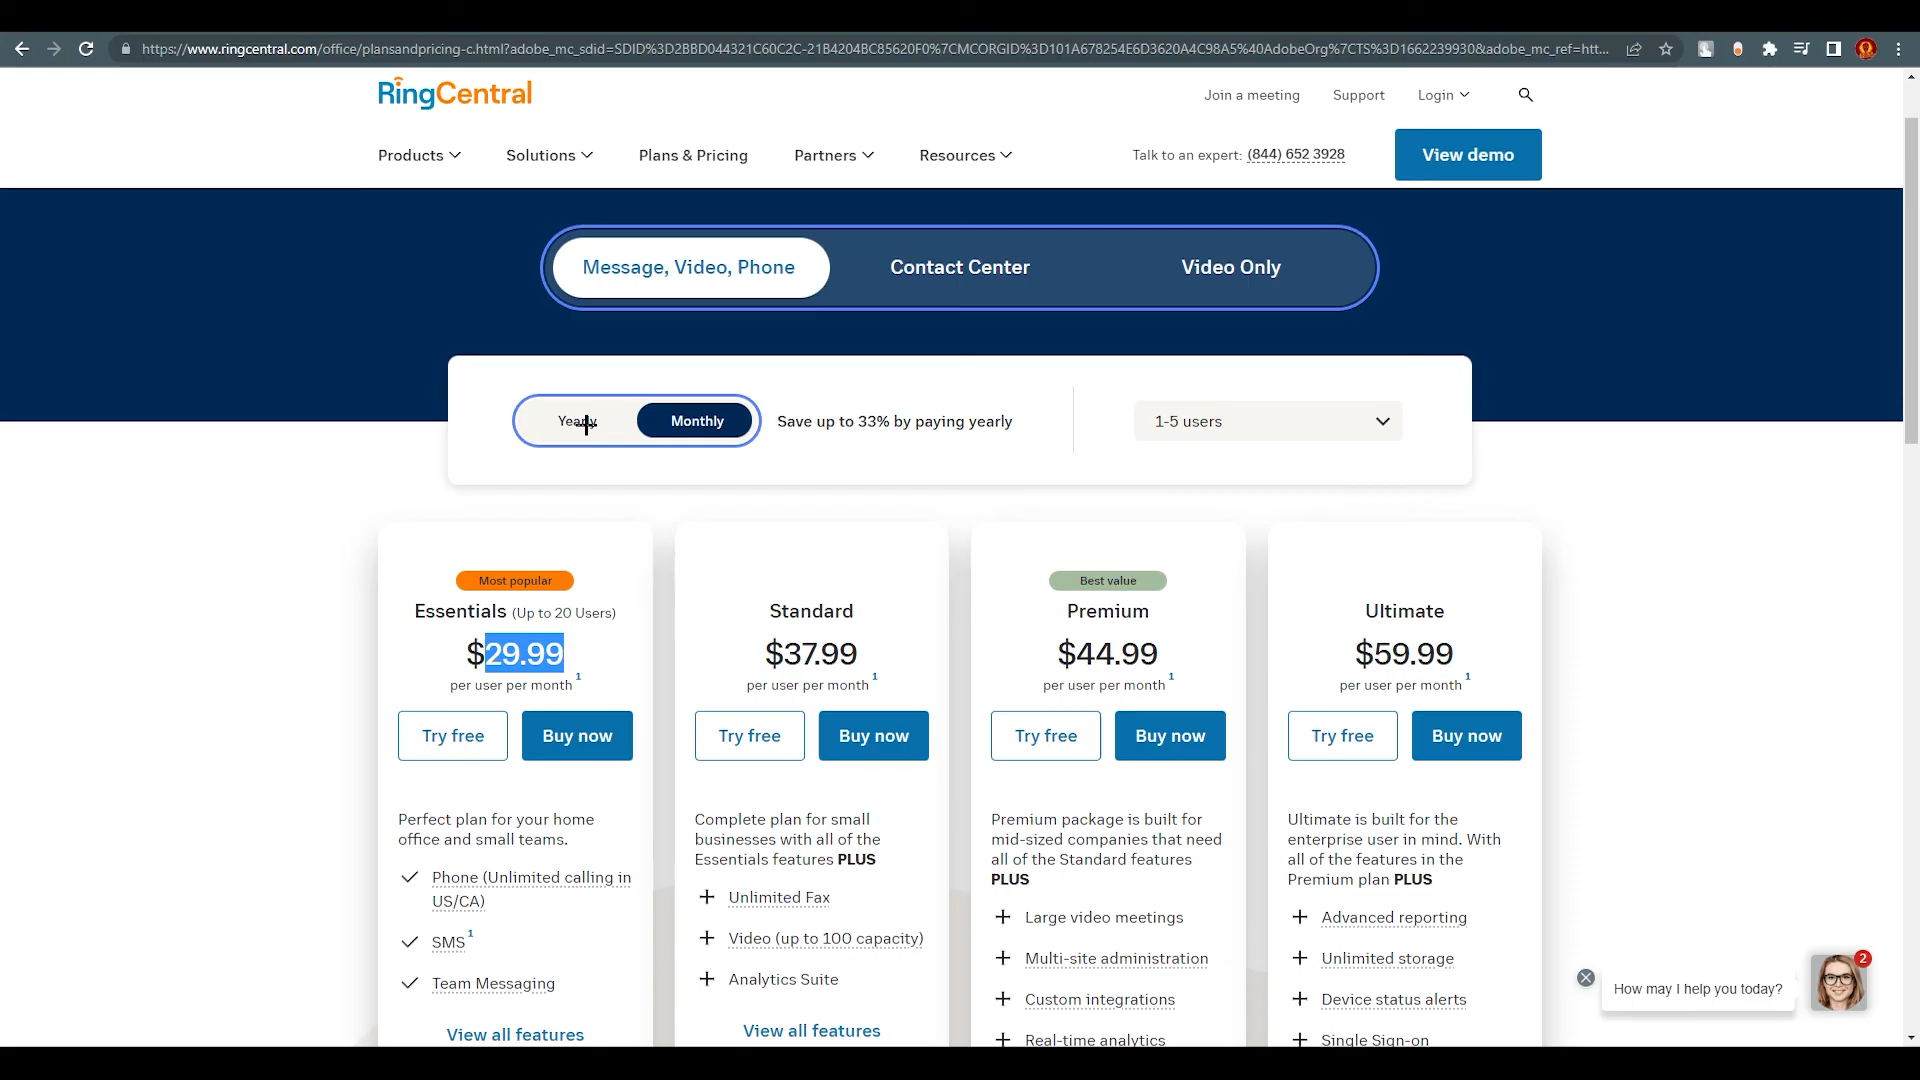 https://www.ringcentral.com/office/plansandpricing-c.html?adobe_mc_sdid=SDID%3D2BBD044321C60C2C-21B4204BC85620F0%7CMCORGID%3D101A678254E6D3620A4C98A5%40AdobeOrg%7CTS%3D1662239930&adobe_mc_ref=htt...
RingCentral
Join a meeting Support Login
Products Solutions Plans & Pricing Partners Resources Talk to an expert: (844) 652 3928 View demo
Message, Video, Phone Contact Center Video Only
Yearly Monthly Save up to 33% by paying yearly 1-5 users
Most popular
Essentials (Up to 20 Users)
$29.99
per user per month 1
Try free Buy now
Perfect plan for your home
office and small teams.
Phone (Unlimited calling in
US/CA)
SMS 1
Team Messaging
View all features
Standard
$37.99
per user per month 1
Try free Buy now
Complete plan for small
businesses with all of the
Essentials features PLUS
Unlimited Fax
Video (up to 100 capacity)
Analytics Suite
View all features
Best value
Premium
$44.99
per user per month 1
Try free Buy now
Premium package is built for
mid-sized companies that need
all of the Standard features
PLUS
Large video meetings
Multi-site administration
Custom integrations
Real-time analytics
Ultimate
$59.99
per user per month 1
Try free Buy now
Ultimate is built for the
enterprise user in mind. With
all of the features in the
Premium plan PLUS
Advanced reporting
Unlimited storage
Device status alerts
Single Sign-on
How may I help you today?
2